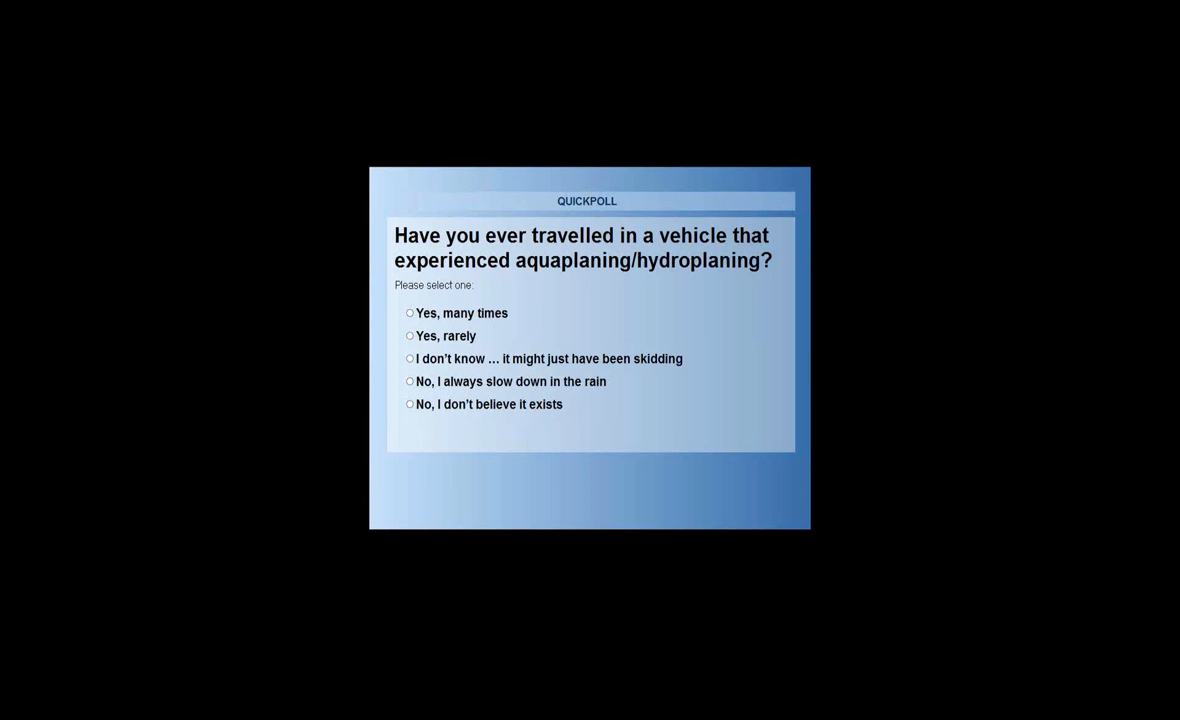 QUICKPOLL
Have you ever travelled in a vehicle that
experienced aquaplaning/hydroplaning?
Please select one:
Yes, many times
Yes, rarely
I don’t know … it might just have been skidding
No, I always slow down in the rain
No, I don’t believe it exists